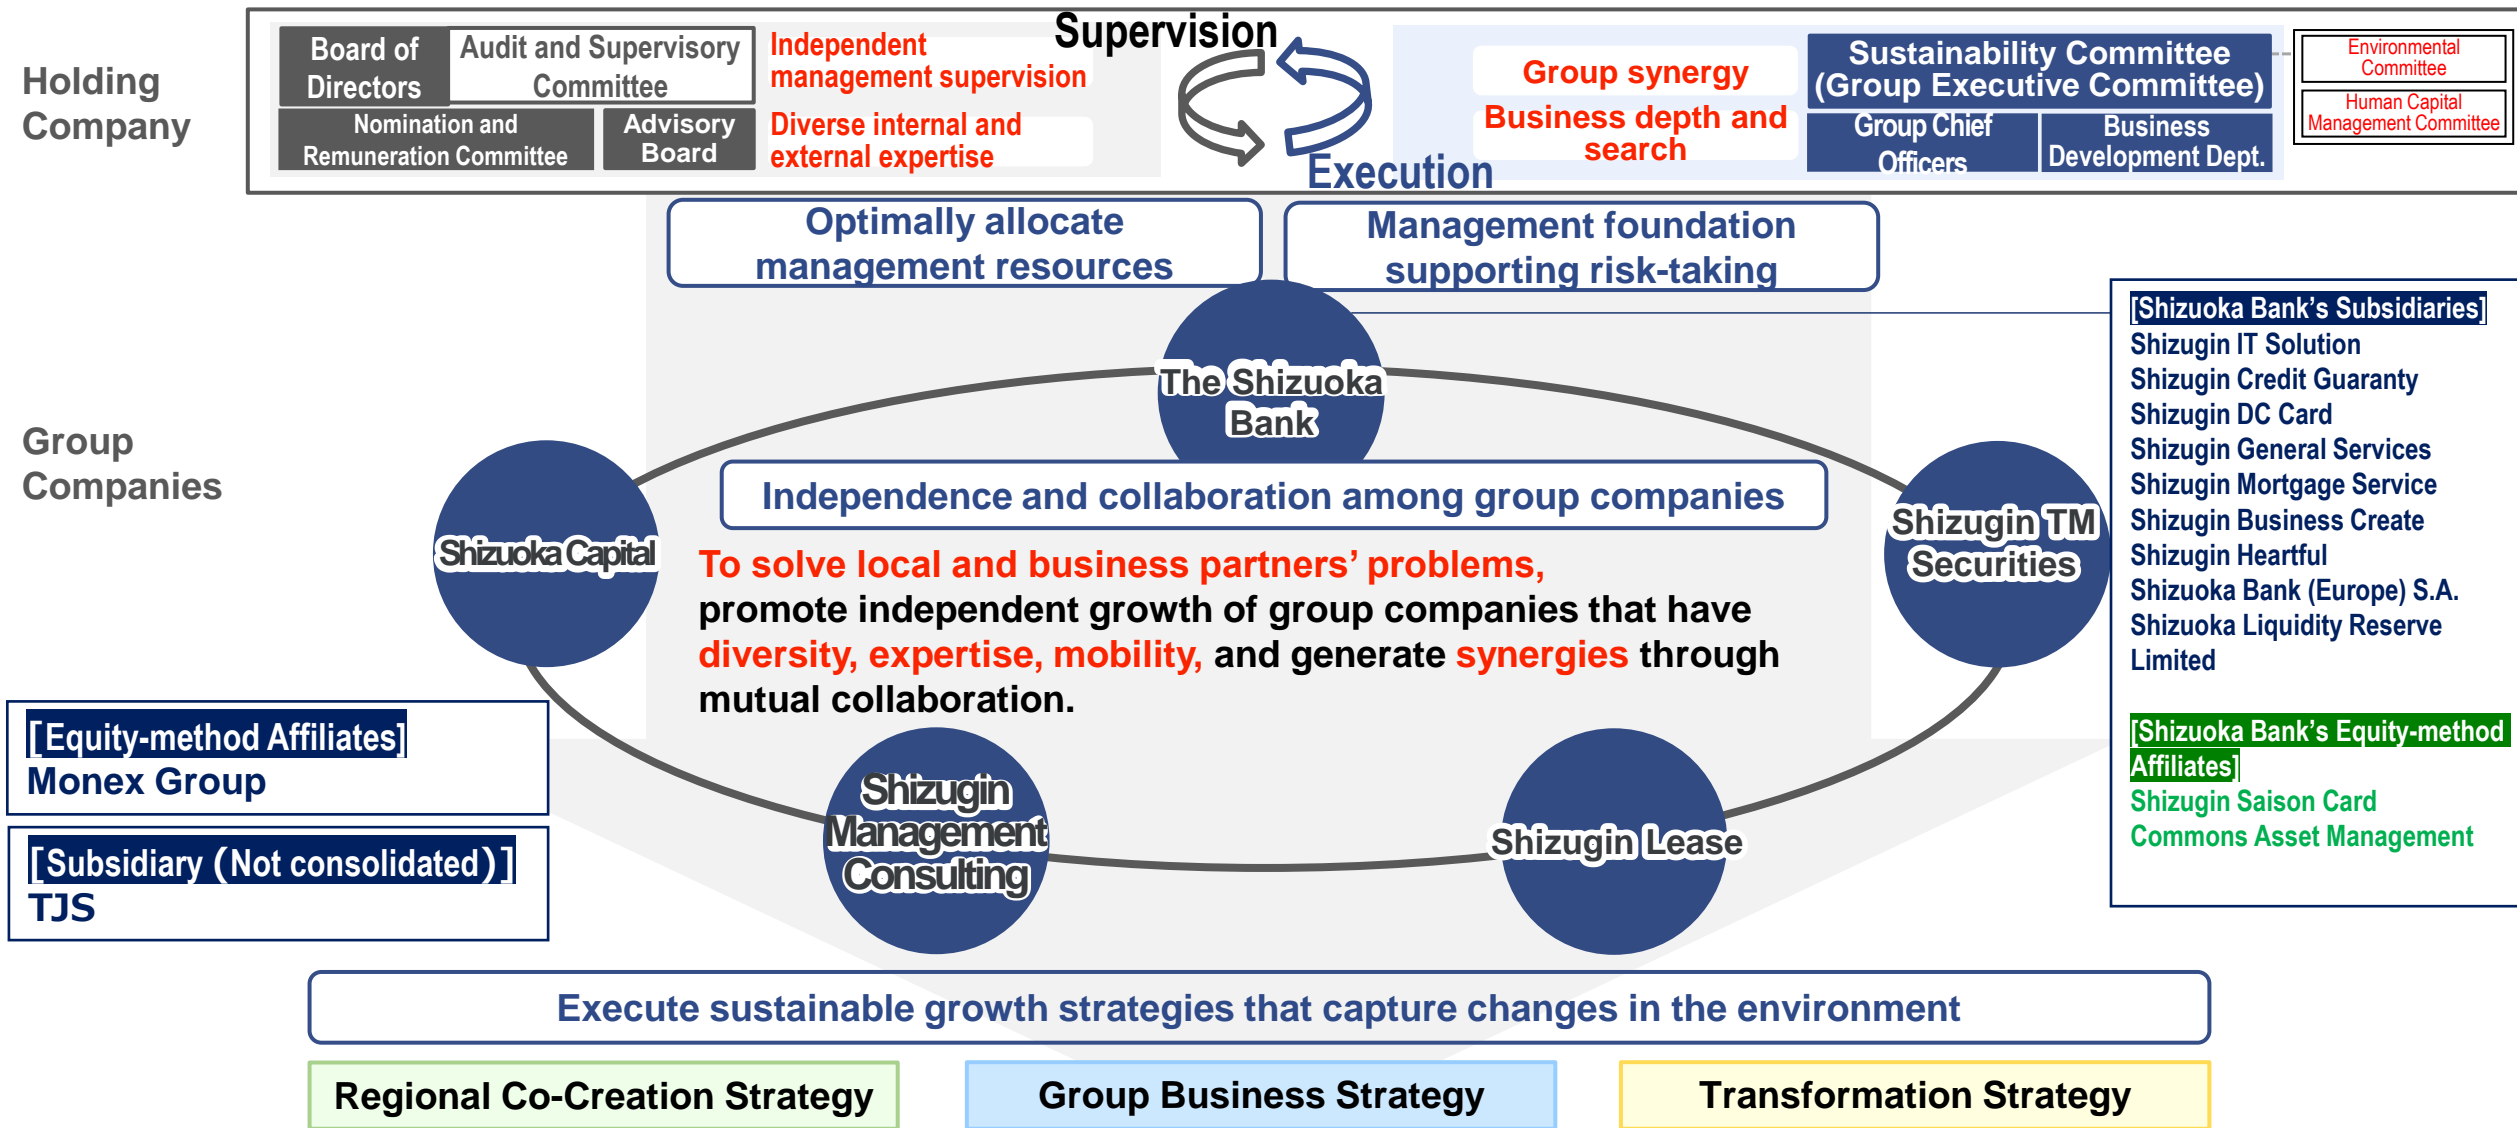 Holding
Company
Board of
Directors
Audit and Supervisory
Committee
Nomination and
Remuneration Committee
Advisory
Board
Independent
management supervision
Diverse internal and
external expertise
Supervision
Execution
Group synergy
Business depth and
search
Sustainability Committee
(Group Executive Committee)
Group Chief
Officers
Business
Development Dept.
Environmental
Committee
Human Capital
Management Committee
Optimally allocate
management resources
Management foundation
supporting risk-taking
Group
Companies
The Shizuoka
Bank
Shizuoka Capital
Shizugin TM
Securities
Independence and collaboration among group companies
To solve local and business partners’ problems,
promote independent growth of group companies that have
diversity, expertise, mobility, and generate synergies through
mutual collaboration.
Shizugin
Management
Consulting
Shizugin Lease
[Equity-method Affiliates]
Monex Group
[Subsidiary (Not consolidated)]
TJS
[Shizuoka Bank’s Subsidiaries]
Shizugin IT Solution
Shizugin Credit Guaranty
Shizugin DC Card
Shizugin General Services
Shizugin Mortgage Service
Shizugin Business Create
Shizugin Heartful
Shizuoka Bank (Europe) S.A.
Shizuoka Liquidity Reserve
Limited
[Shizuoka Bank’s Equity-method
Affiliates]
Shizugin Saison Card
Commons Asset Management
Execute sustainable growth strategies that capture changes in the environment
Regional Co-Creation Strategy
Group Business Strategy
Transformation Strategy